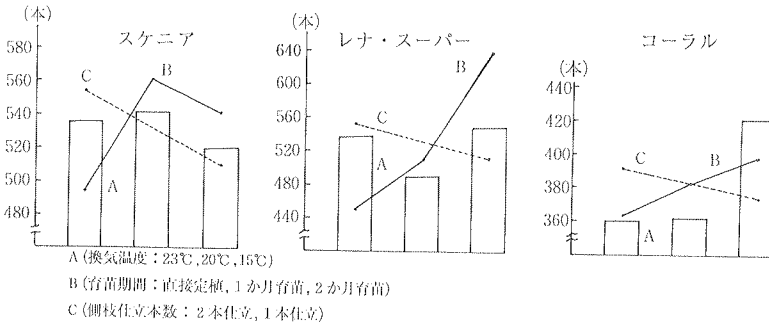 スケニア
(本)
580
560
540
520
500
480
C
B
A
レナ・スーパー
(本)
640
600
560
520
480
440
B
C
A
コーラル
(本)
440
420
400
380
360
C
B
A
A (換気温度:23℃, 20℃, 15℃)
B (育苗期間:直接定植, 1か月育苗, 2か月育苗)
C (側枝仕立本数:2本仕立, 1本仕立)